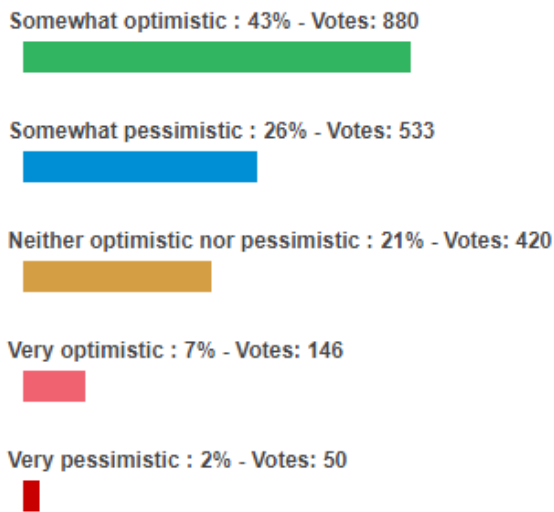 Somewhat optimistic : 43% - Votes: 880
Somewhat pessimistic : 26% - Votes: 533
Neither optimistic nor pessimistic : 21% - Votes: 420
Very optimistic : 7% - Votes: 146
Very pessimistic : 2% - Votes: 50